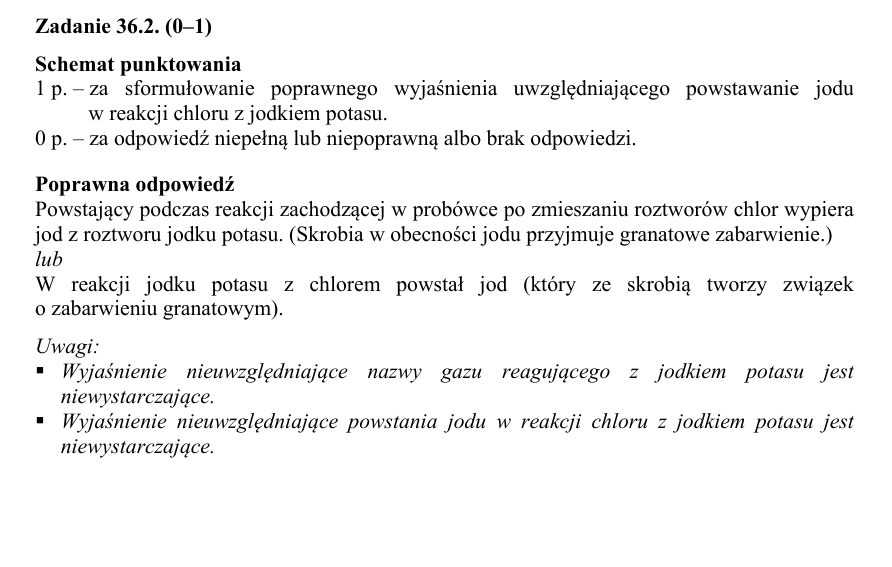 Zadanie 36.2. (0–1)
Schemat punktowania
1 p. – za sformułowanie poprawnego wyjaśnienia uwzględniającego powstawanie jodu
w reakcji chloru z jodkiem potasu.
0 p. – za odpowiedź niepełną lub niepoprawną albo brak odpowiedzi.
Poprawna odpowiedź
Powstający podczas reakcji zachodzącej w probówce po zmieszaniu roztworów chlor wypiera
jod z roztworu jodku potasu. (Skrobia w obecności jodu przyjmuje granatowe zabarwienie.)
lub
W reakcji jodku potasu z chlorem powstał jod (który ze skrobią tworzy związek
o zabarwieniu granatowym).
Uwagi:
▪ Wyjaśnienie nieuwzględniające nazwy gazu reagującego z jodkiem potasu jest
niewystarczające.
▪ Wyjaśnienie nieuwzględniające powstania jodu w reakcji chloru z jodkiem potasu jest
niewystarczające.